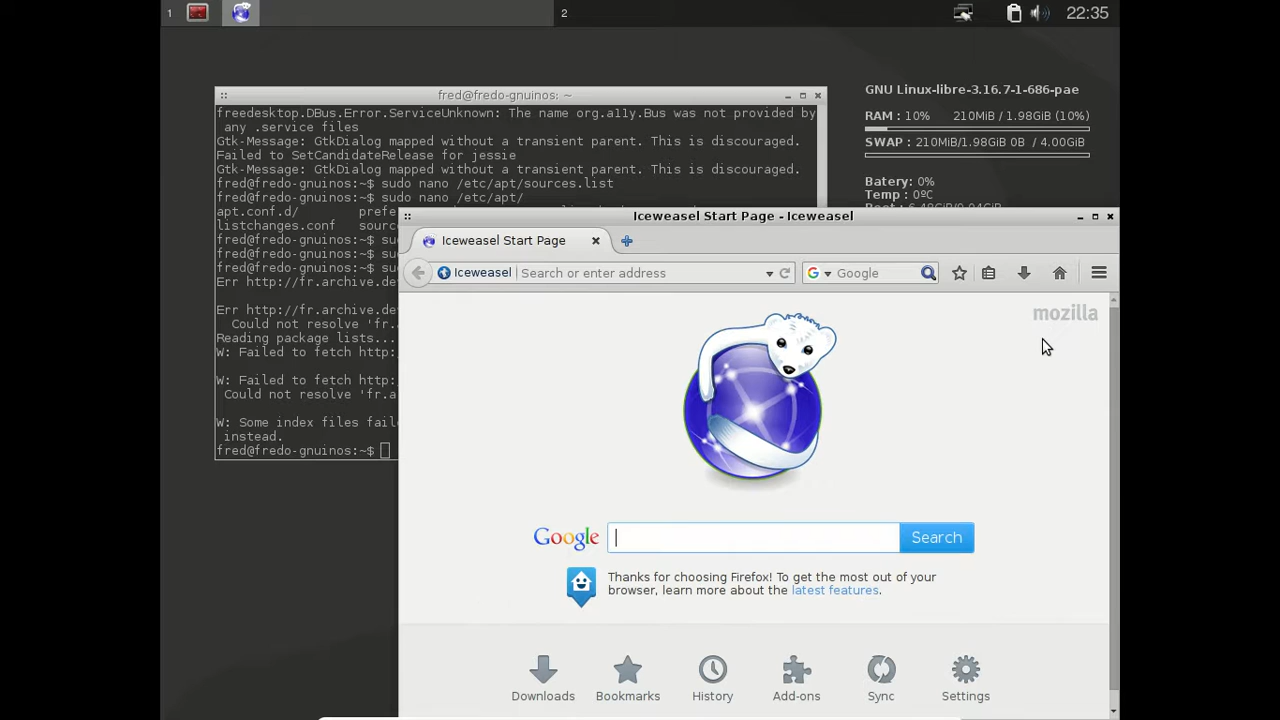 1
2
22:35
fred@fredo-gnuinos: ~
freedesktop.DBus.Error.ServiceUnknown: The name org.a11y.Bus was not provided by
any .service files
Gtk-Message: GtkDialog mapped without a transient parent. This is discouraged.
Failed to SetCandidateRelease for jessie
Gtk-Message: GtkDialog mapped without a transient parent. This is discouraged.
fred@fredo-gnuinos:~$ sudo nano /etc/apt/sources.list
fred@fredo-gnuinos:~$ sudo nano /etc/apt/
apt.conf.d/ prefe
listchanges.conf sourc
fred@fredo-gnuinos:~$ sud
fred@fredo-gnuinos:~$ sud
fred@fredo-gnuinos:~$ sud
Err http://fr.archive.de
Err http://fr.archive.de
Could not resolve 'fr.a
Reading package lists...
W: Failed to fetch http:
W: Failed to fetch http:
Could not resolve 'fr.a
W: Some index files fail
instead.
fred@fredo-gnuinos:~$
GNU Linux-libre-3.16.7-1-686-pae
RAM : 10% 210MiB / 1.98GiB (10%)
SWAP : 210MiB/1.98GiB 0B / 4.00GiB
Batery: 0%
Temp : 0ºC
Iceweasel Start Page - Iceweasel
Iceweasel Start Page
Iceweasel Search or enter address
Google
mozilla
Google
Search
Thanks for choosing Firefox! To get the most out of your
browser, learn more about the latest features.
Downloads
Bookmarks
History
Add-ons
Sync
Settings